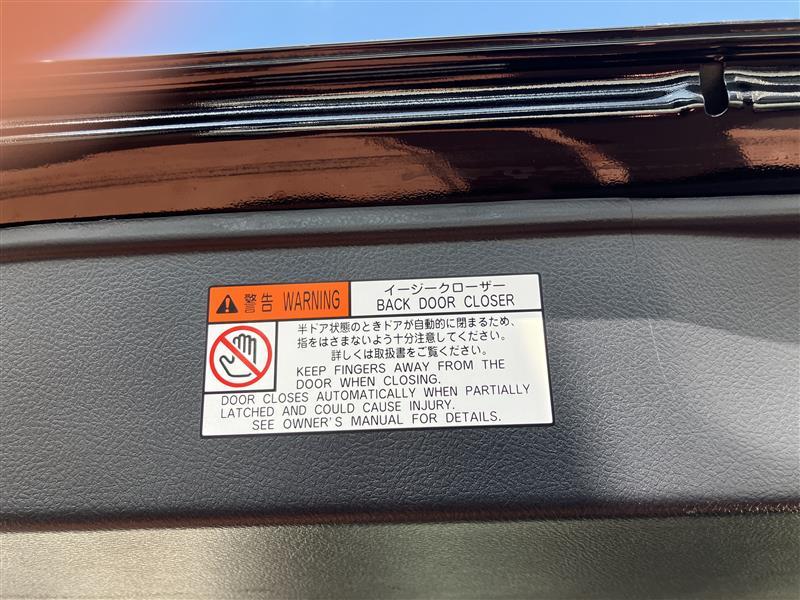 警告 WARNING
イージークローザー
BACK DOOR CLOSER
半ドア状態のときドアが自動的に閉まるため、
指をはさまないよう十分注意してください。
詳しくは取扱書をご覧ください。
KEEP FINGERS AWAY FROM THE
DOOR WHEN CLOSING.
DOOR CLOSES AUTOMATICALLY WHEN PARTIALLY
LATCHED AND COULD CAUSE INJURY.
SEE OWNER'S MANUAL FOR DETAILS.